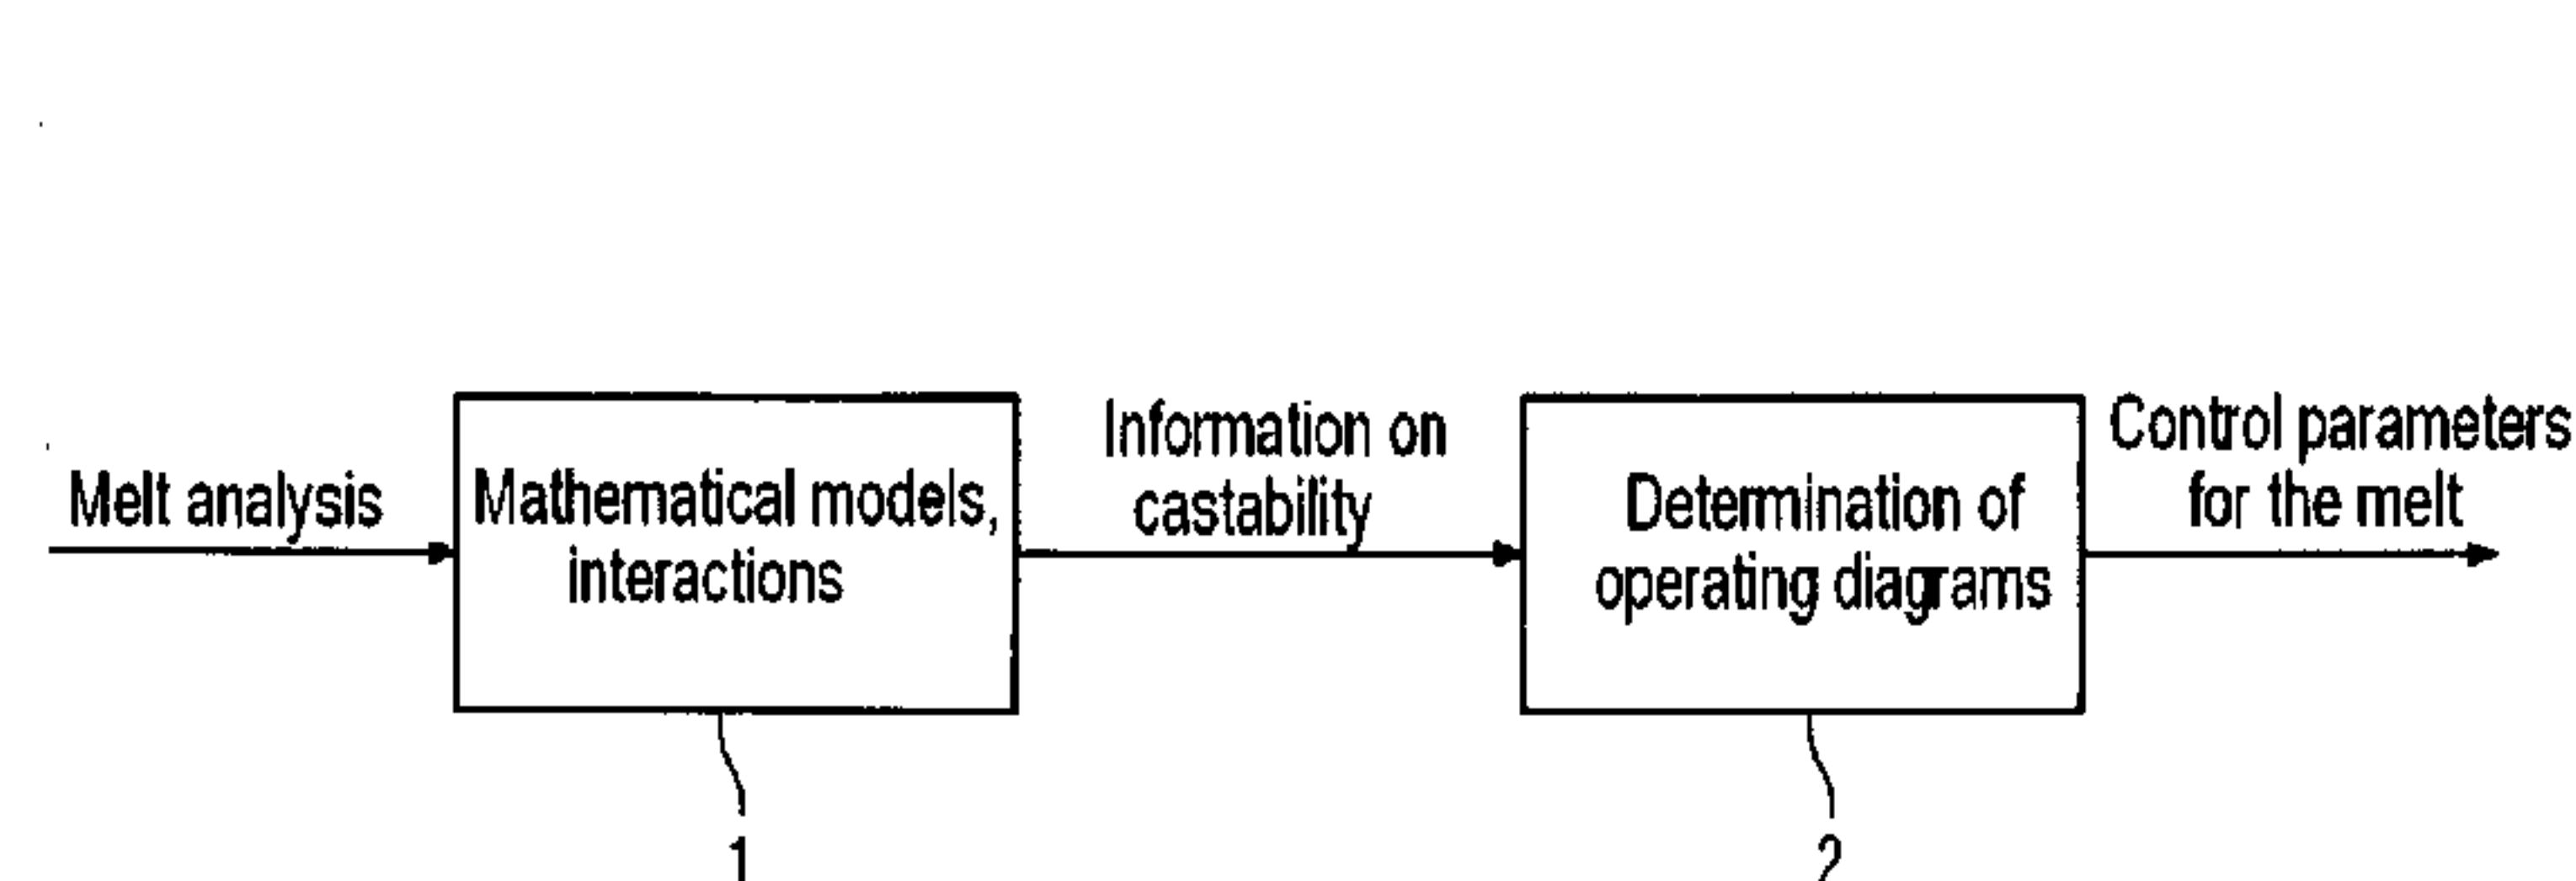 Melt analysis
Mathematical models,
interactions
Information on
castability
Determination of
operating diagrams
Control parameters
for the melt
1
2